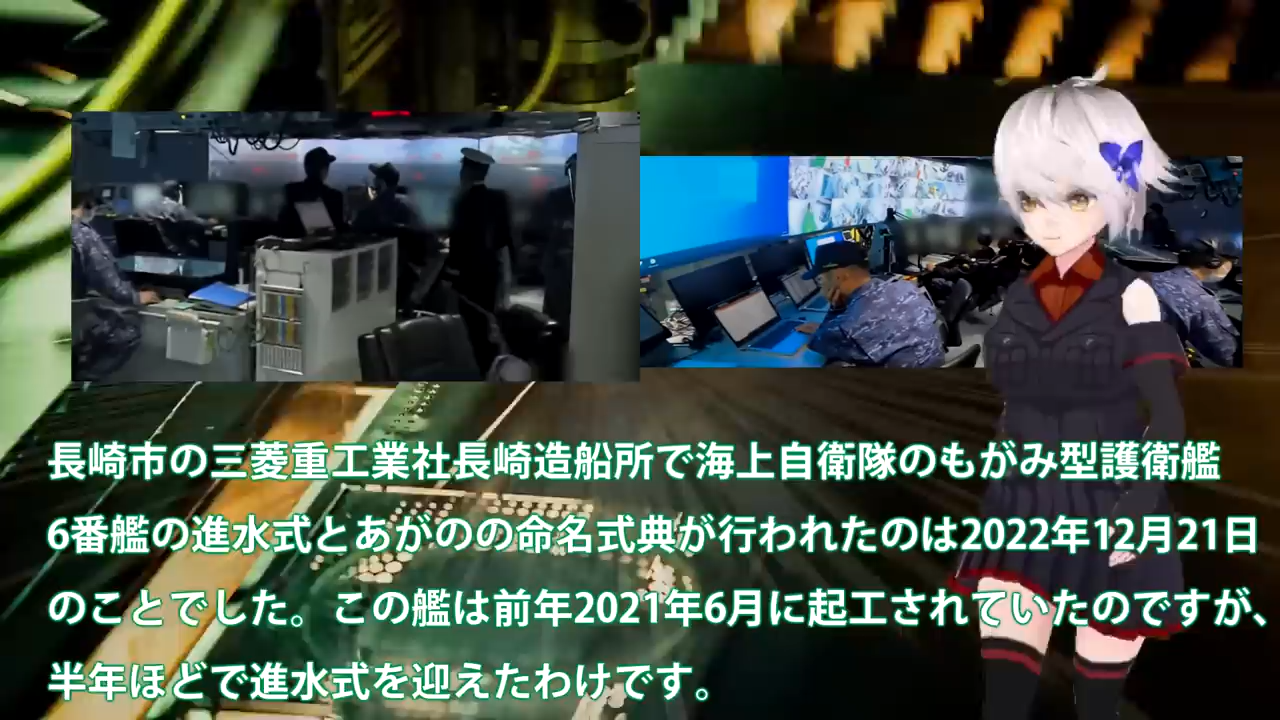 長崎市の三菱重工業社長崎造船所で海上自衛隊のもがみ型護衛艦
6番艦の進水式とあがのの命名式典が行われたのは2022年12月21日
のことでした。この艦は前年2021年6月に起工されていたのですが、
半年ほどで進水式を迎えたわけです。